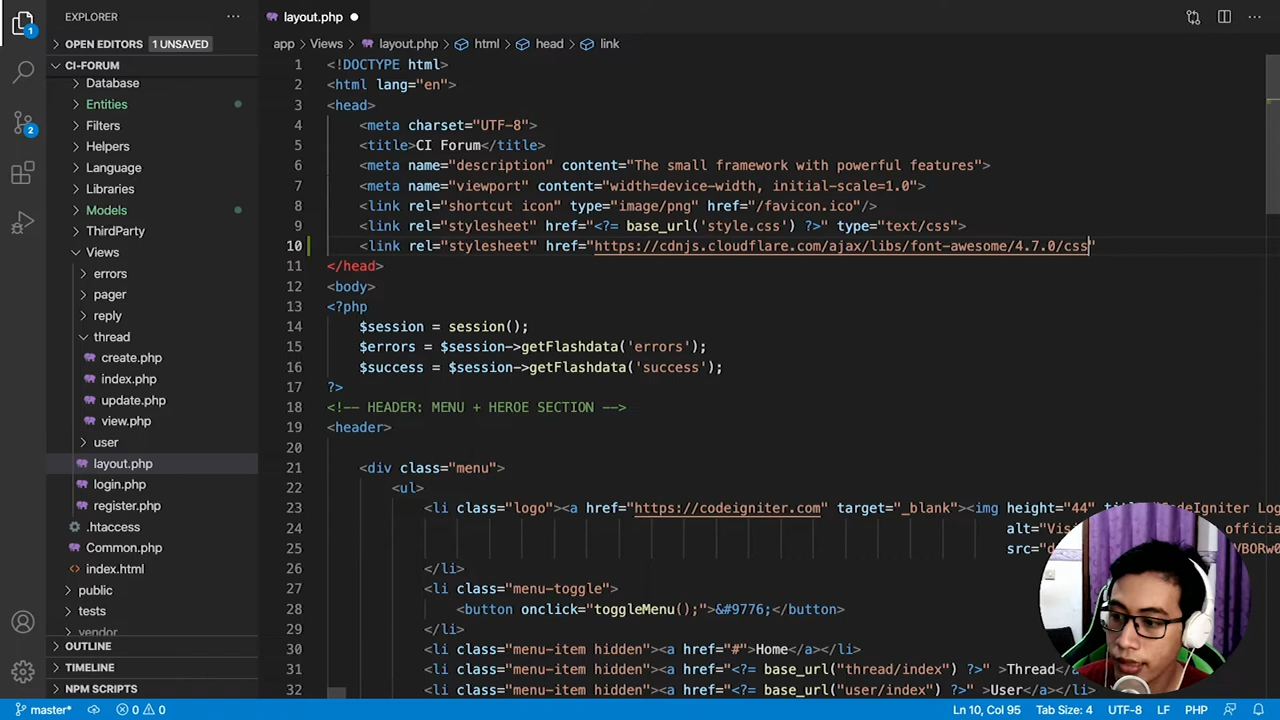 EXPLORER
OPEN EDITORS 1 UNSAVED
CI-FORUM
Database
Entities
Filters
Helpers
Language
Libraries
Models
ThirdParty
Views
errors
pager
reply
thread
create.php
index.php
update.php
view.php
user
layout.php
login.php
register.php
.htaccess
Common.php
index.html
public
tests
vendor
OUTLINE
TIMELINE
NPM SCRIPTS
1
2
layout.php
app > Views > layout.php > html > head > link
1 <!DOCTYPE html>
2 <html lang="en">
3 <head>
4 <meta charset="UTF-8">
5 <title>CI Forum</title>
6 <meta name="description" content="The small framework with powerful features">
7 <meta name="viewport" content="width=device-width, initial-scale=1.0">
8 <link rel="shortcut icon" type="image/png" href="/favicon.ico"/>
9 <link rel="stylesheet" href="<?= base_url('style.css') ?>" type="text/css">
10 <link rel="stylesheet" href="https://cdnjs.cloudflare.com/ajax/libs/font-awesome/4.7.0/css"
11 </head>
12 <body>
13 <?php
14 $session = session();
15 $errors = $session->getFlashdata('errors');
16 $success = $session->getFlashdata('success');
17 ?>
18 <!-- HEADER: MENU + HEROE SECTION -->
19 <header>
20
21 <div class="menu">
22 <ul>
23 <li class="logo"><a href="https://codeigniter.com" target="_blank"><img height="44"
24 alt="Vis official
25 src="d VBORw0
26 </li>
27 <li class="menu-toggle">
28 <button onclick="toggleMenu();">&#9776;</button>
29 </li>
30 <li class="menu-item hidden"><a href="#">Home</a></li>
31 <li class="menu-item hidden"><a href="<?= base_url("thread/index") ?>" >Thread
32 <li class="menu-item hidden"><a href="<?= base_url("user/index") ?>" >User</a></li>
master* 0 0 Ln 10, Col 95 Tab Size: 4 UTF-8 LF PHP